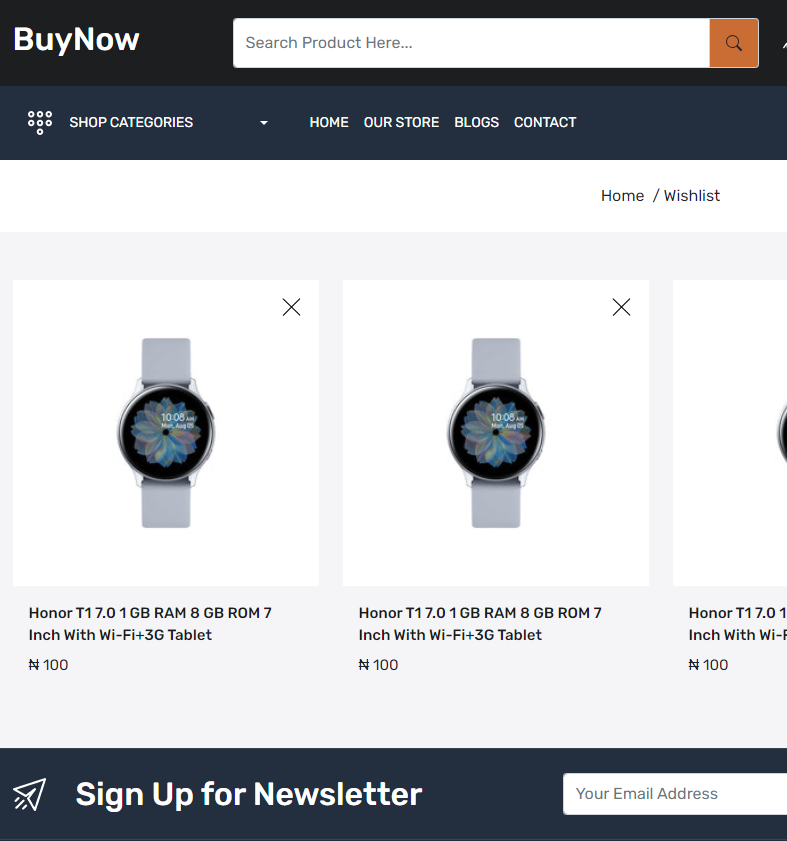 BuyNow
Search Product Here...
SHOP CATEGORIES
HOME OUR STORE BLOGS CONTACT
Home / Wishlist
10:08 AM
Mon, Aug 05
10:08 AM
Mon, Aug 05
Honor T1 7.0 1 GB RAM 8 GB ROM 7
Inch With Wi-Fi+3G Tablet
₦ 100
Honor T1 7.0 1 GB RAM 8 GB ROM 7
Inch With Wi-Fi+3G Tablet
₦ 100
Honor T1 7.0 1
Inch With Wi-
₦ 100
Sign Up for Newsletter
Your Email Address